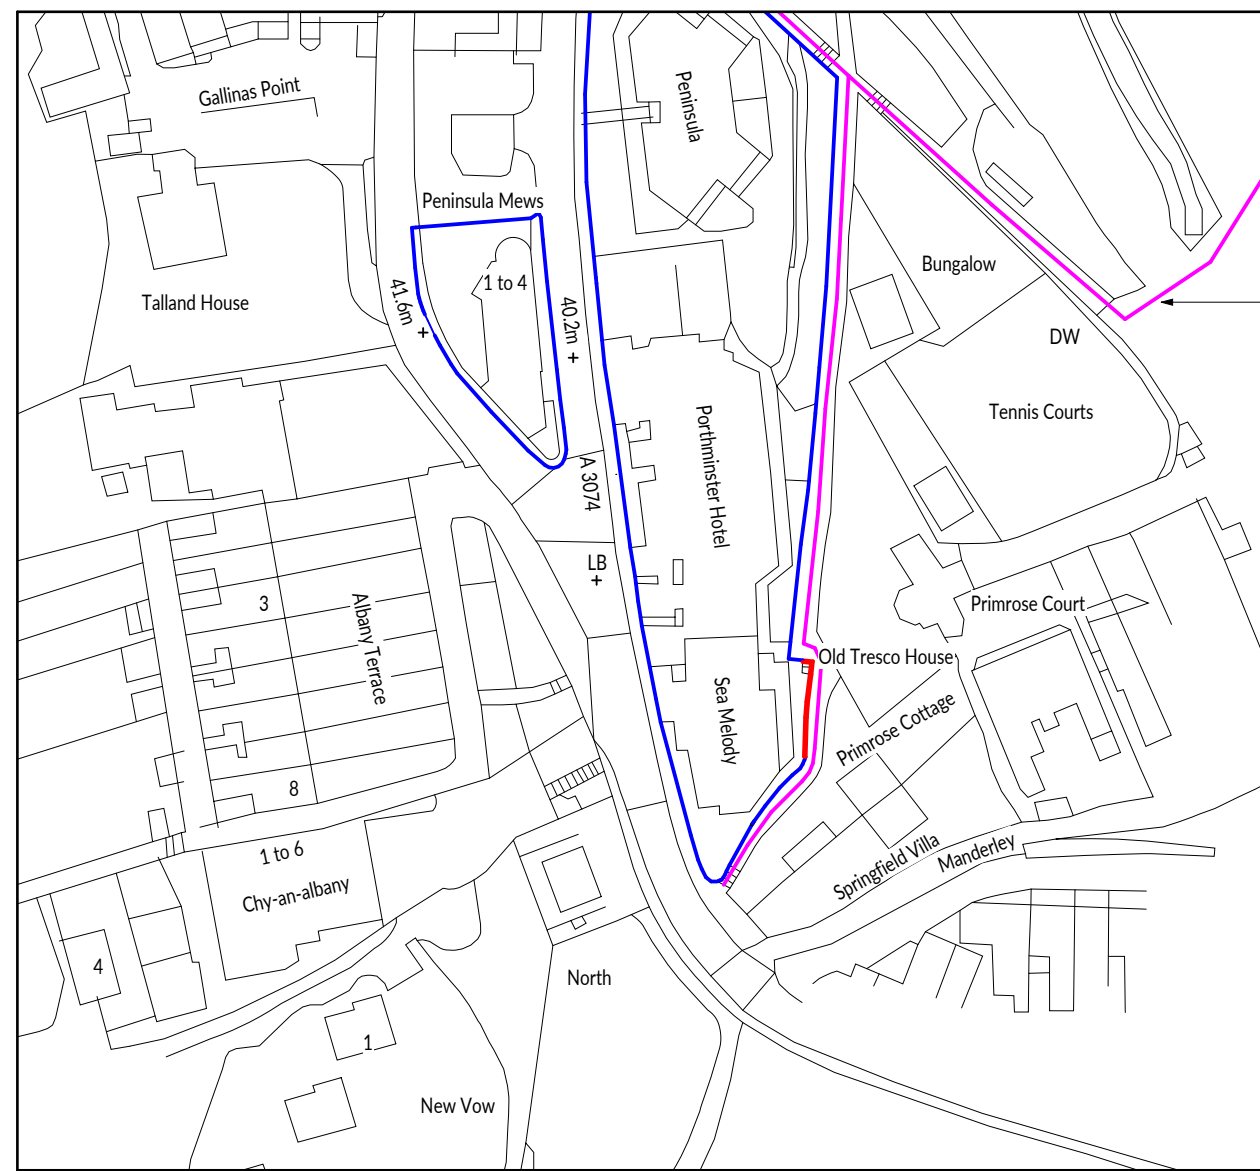 Gallinas Point
Peninsula
Peninsula Mews
1 to 4
Talland House
41.6m +
40.2m +
Bungalow
DW
Tennis Courts
Porthminster Hotel
A 3074
LB
+
3
Albany Terrace
Primrose Court
Old Tresco House
Sea Melody
Primrose Cottage
8
1 to 6
Chy-an-albany
Springfield Villa
Manderley
4
North
1
New Vow